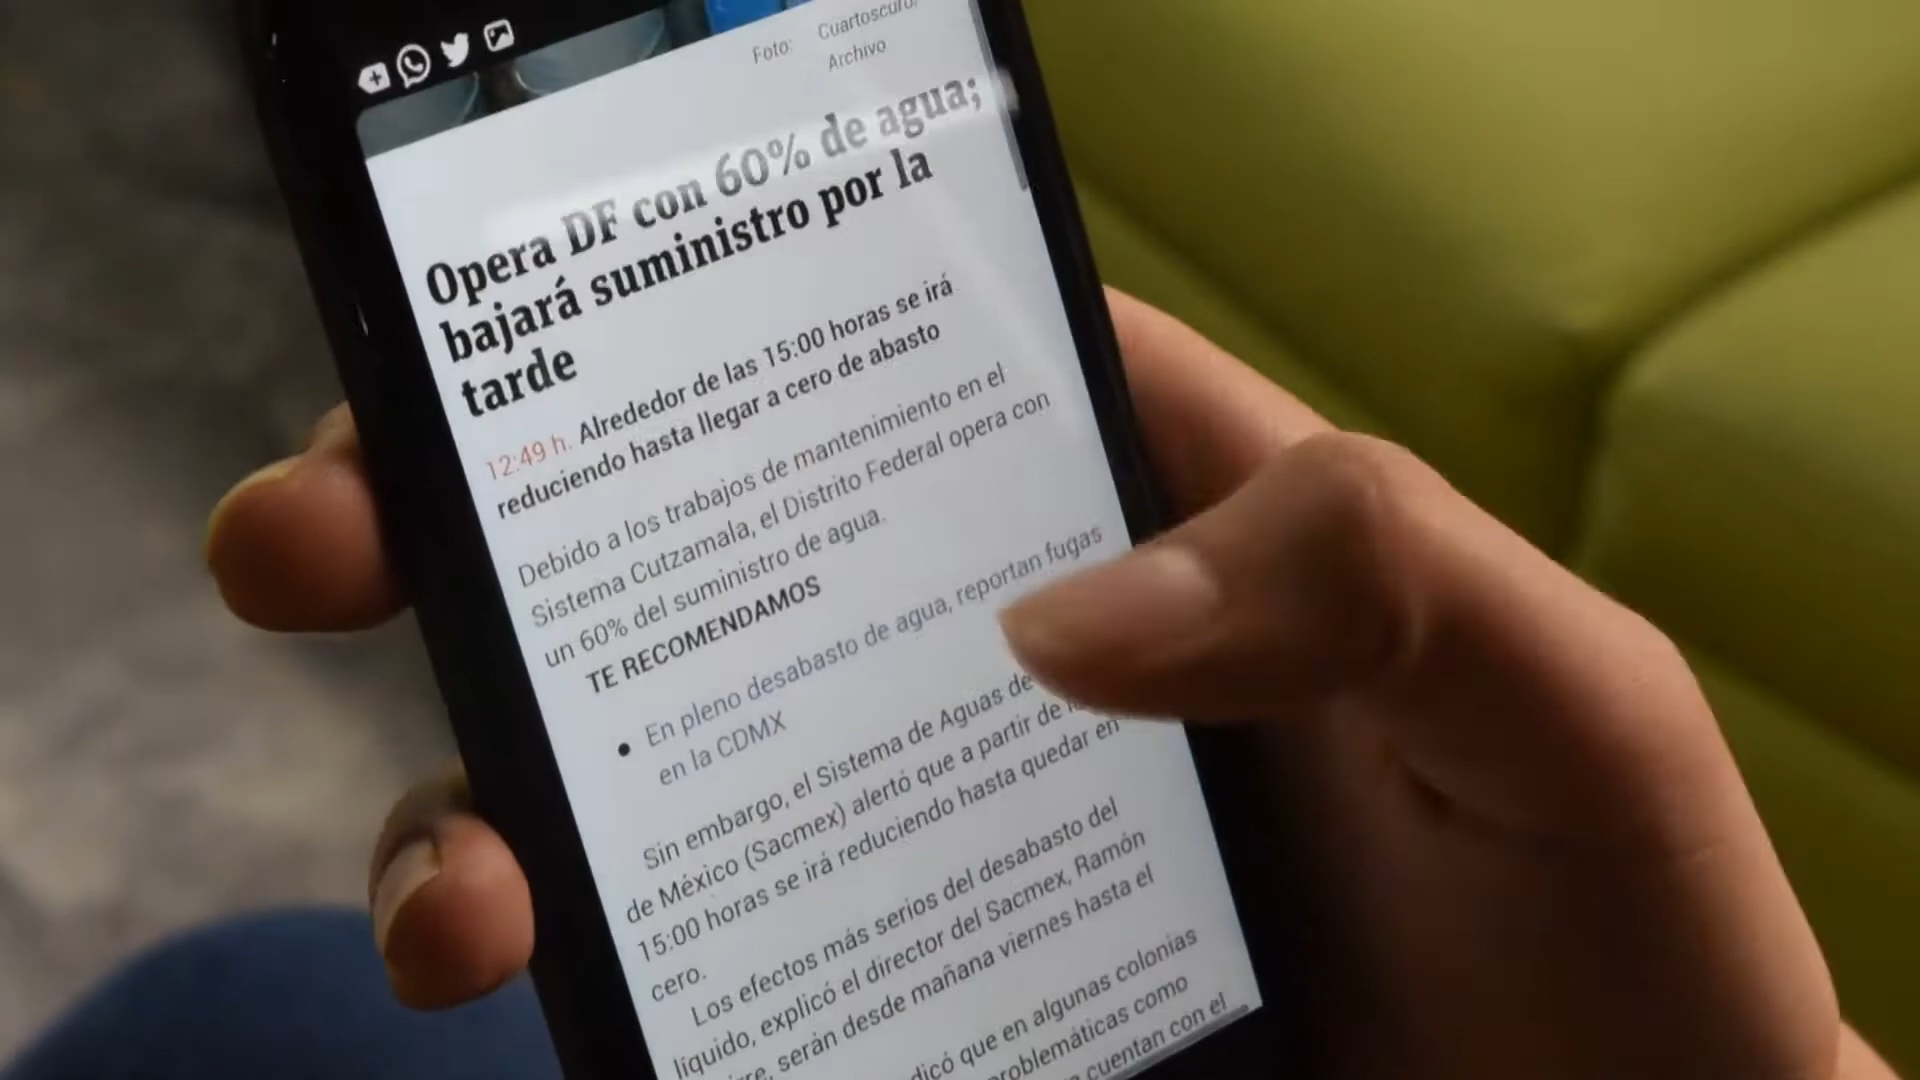 Foto: Cuartoscuro/
Archivo
Opera DF con 60% de agua;
bajará suministro por la
tarde
12:49 h. Alrededor de las 15:00 horas se irá
reduciendo hasta llegar a cero de abasto
Debido a los trabajos de mantenimiento en el
Sistema Cutzamala, el Distrito Federal opera con
un 60% del suministro de agua.
TE RECOMENDAMOS
• En pleno desabasto de agua, reportan fugas
en la CDMX
Sin embargo, el Sistema de Aguas de
de México (Sacmex) alertó que a partir de
15:00 horas se irá reduciendo hasta quedar en
cero.
Los efectos más serios del desabasto del
líquido, explicó el director del Sacmex, Ramón
serán desde mañana viernes hasta el
que en algunas colonias
como
cuentan con el